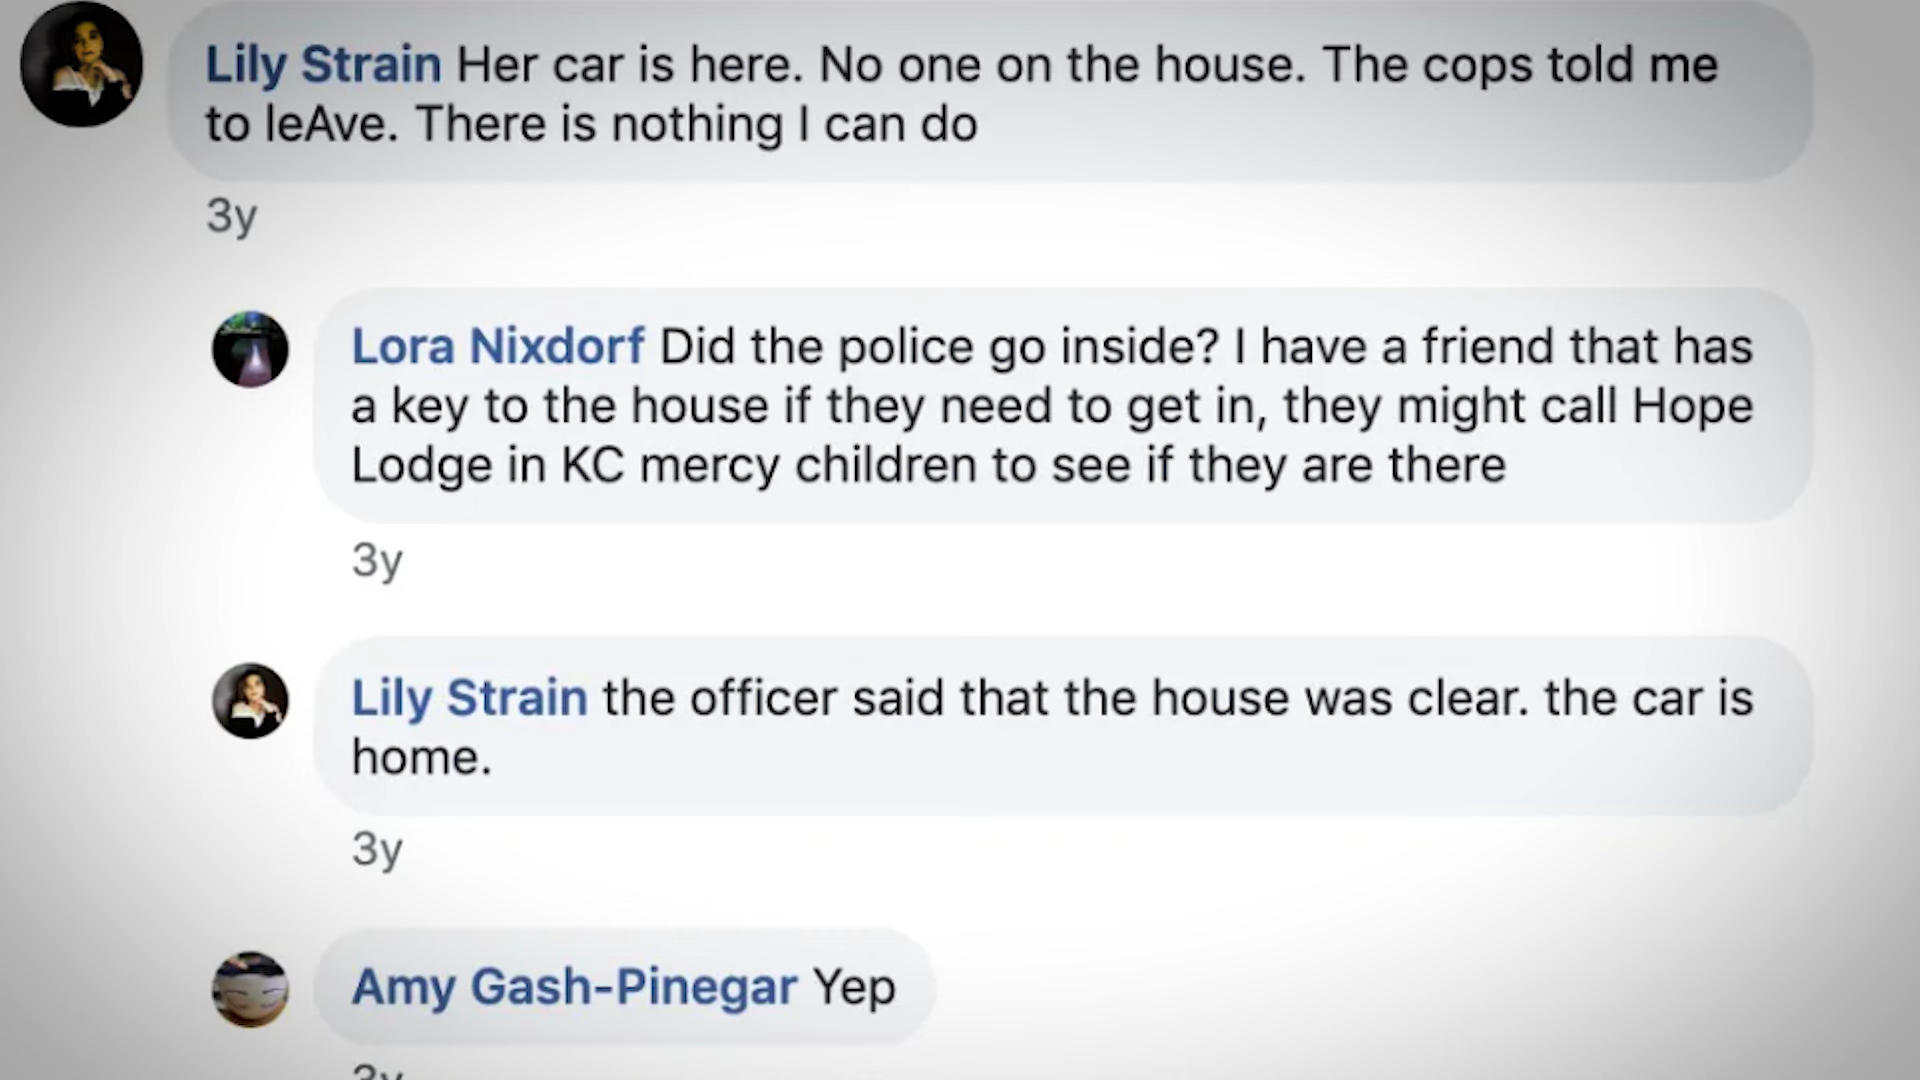 Lily Strain Her car is here. No one on the house. The cops told me
to leAve. There is nothing I can do
3y
Lora Nixdorf Did the police go inside? I have a friend that has
a key to the house if they need to get in, they might call Hope
Lodge in KC mercy children to see if they are there
3y
Lily Strain the officer said that the house was clear. the car is
home.
3y
Amy Gash-Pinegar Yep
3y